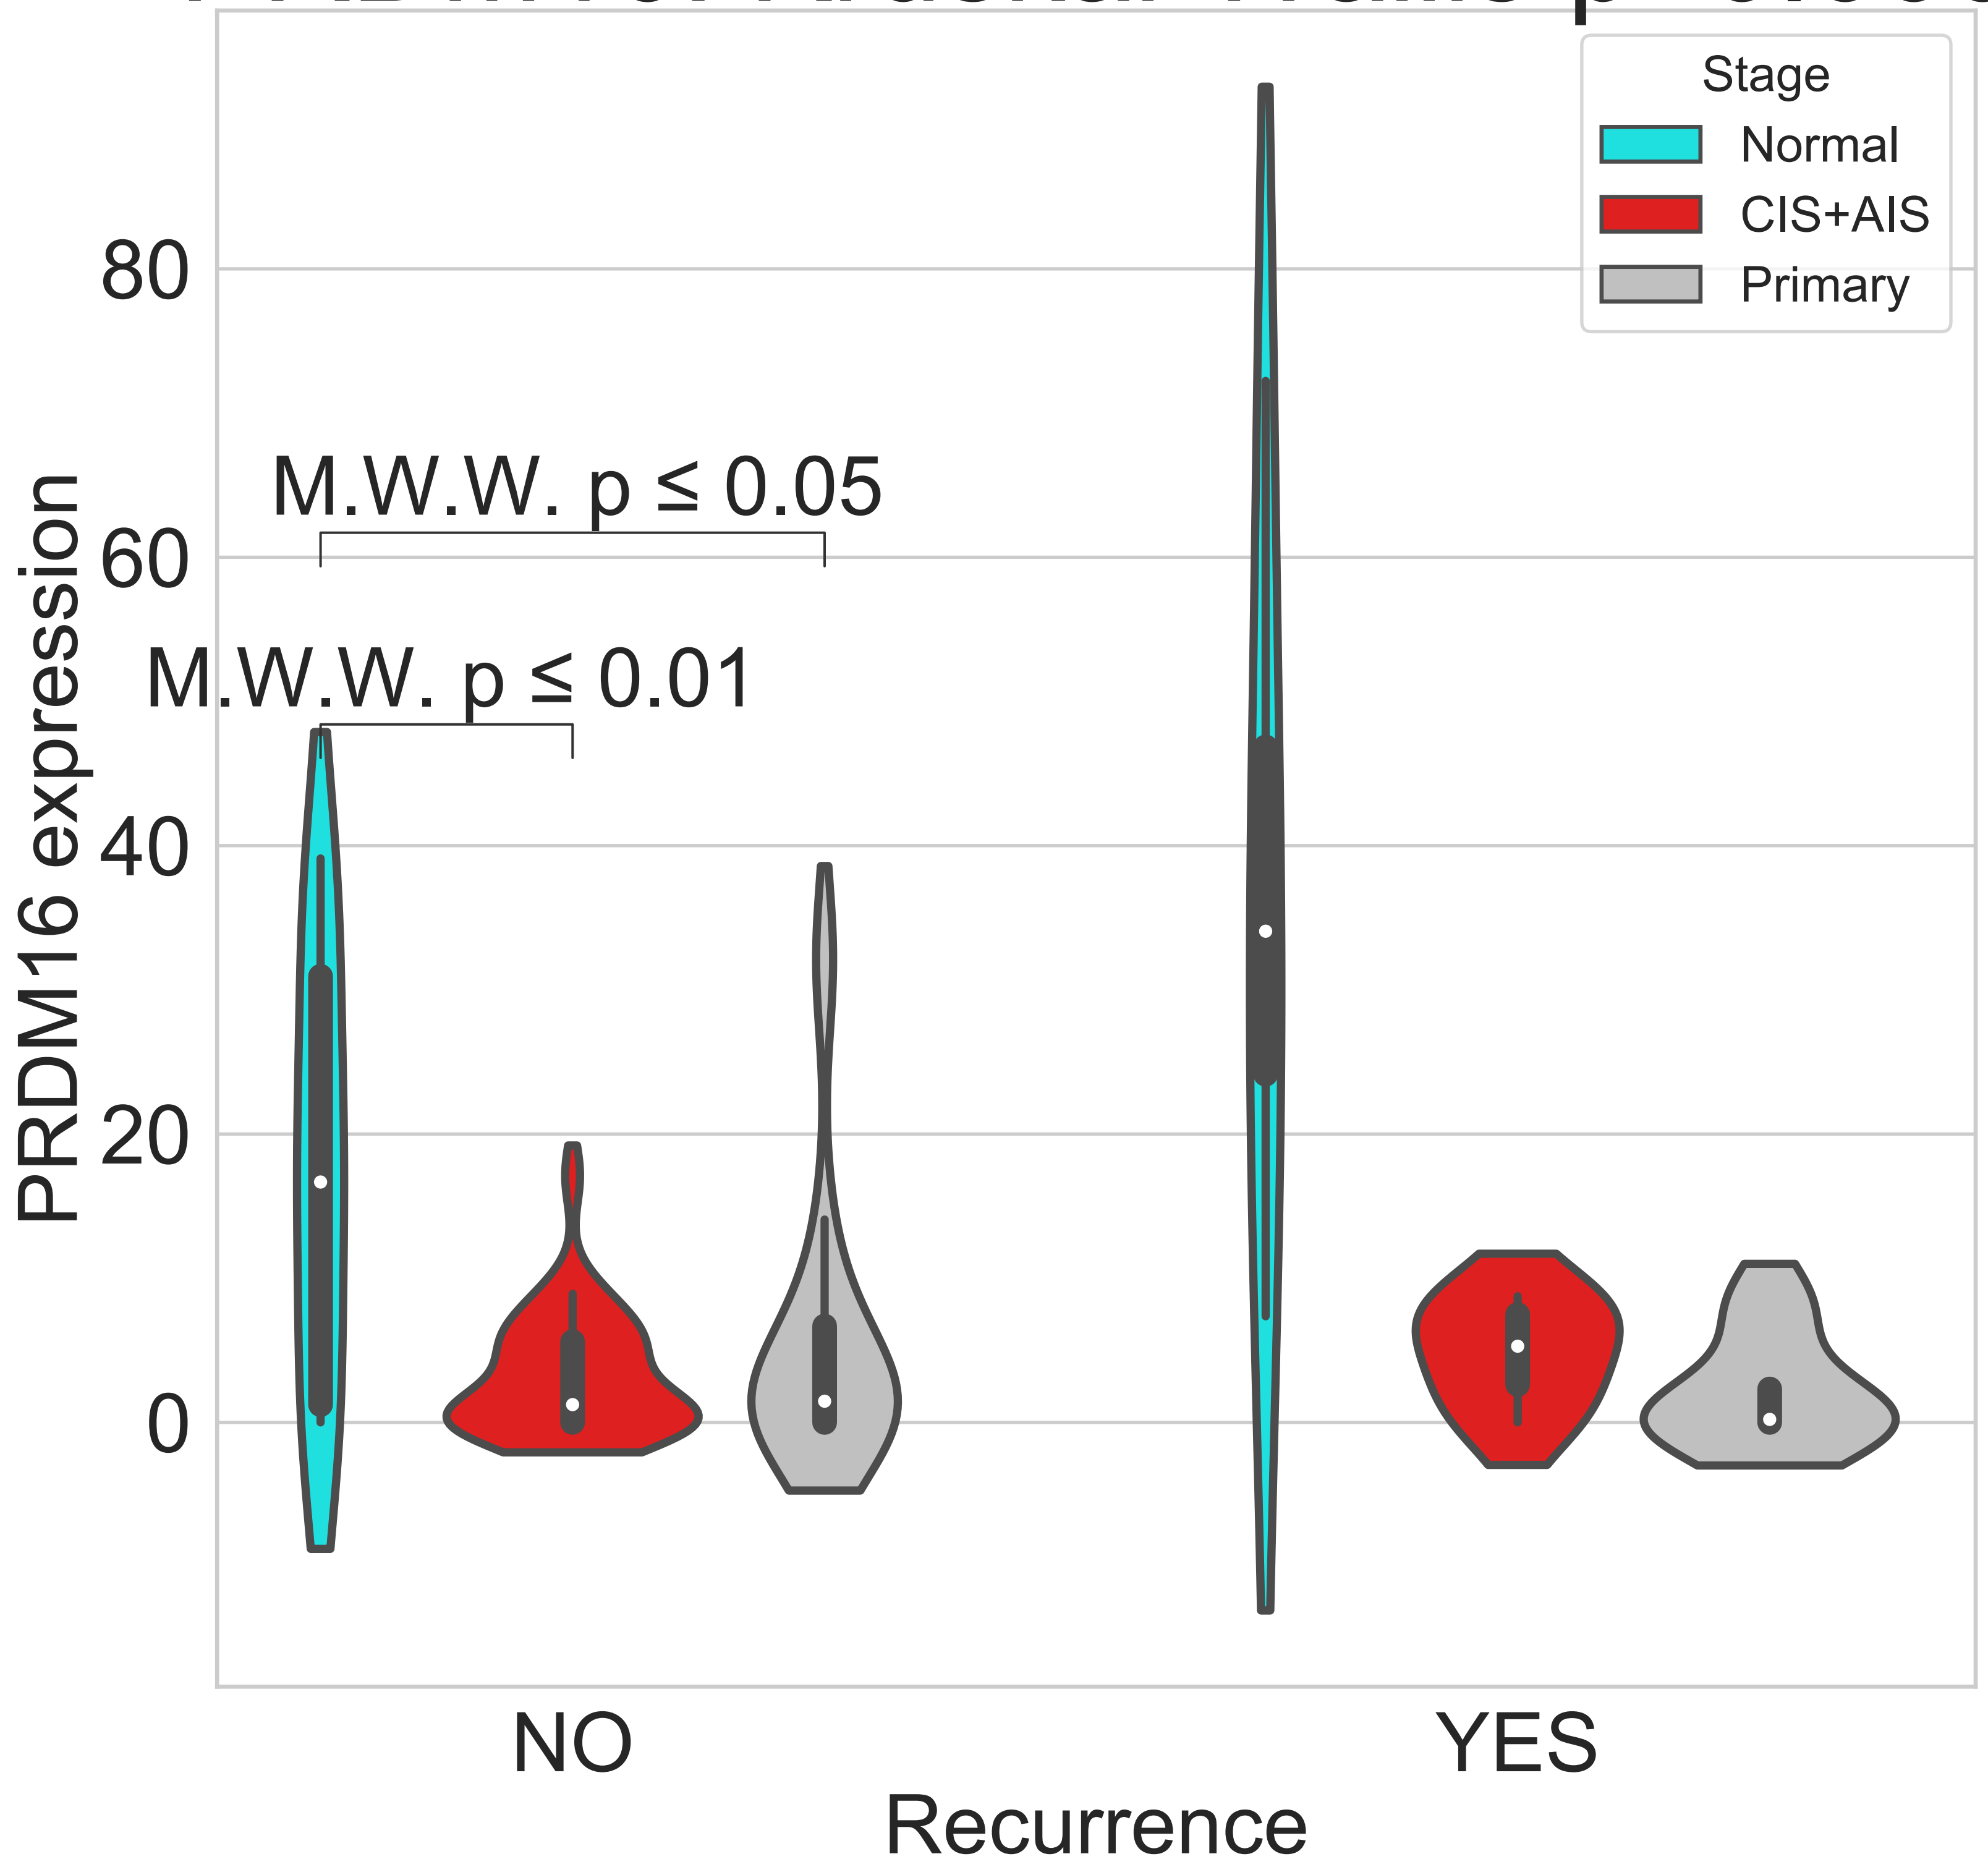 Stage
Normal
CIS+AIS
Primary
80
60
40
20
0
M.W.W. p ≤ 0.05
M.W.W. p ≤ 0.01
PRDM16 expression
NO
YES
Recurrence